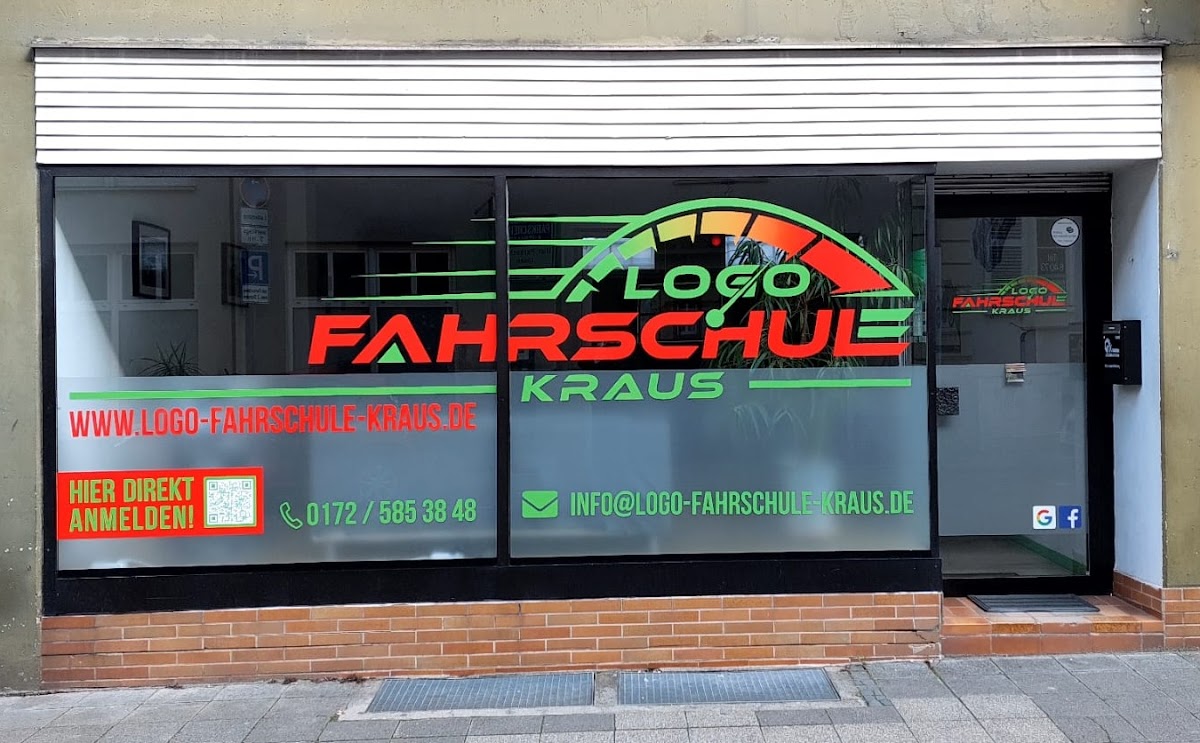 LOGO
FAHRSCHULE
KRAUS
WWW.LOGO-FAHRSCHULE-KRAUS.DE
HIER DIREKT
ANMELDEN!
0172 / 585 38 48
INFO@LOGO-FAHRSCHULE-KRAUS.DE
LOGO
FAHRSCHULE
KRAUS
G
f